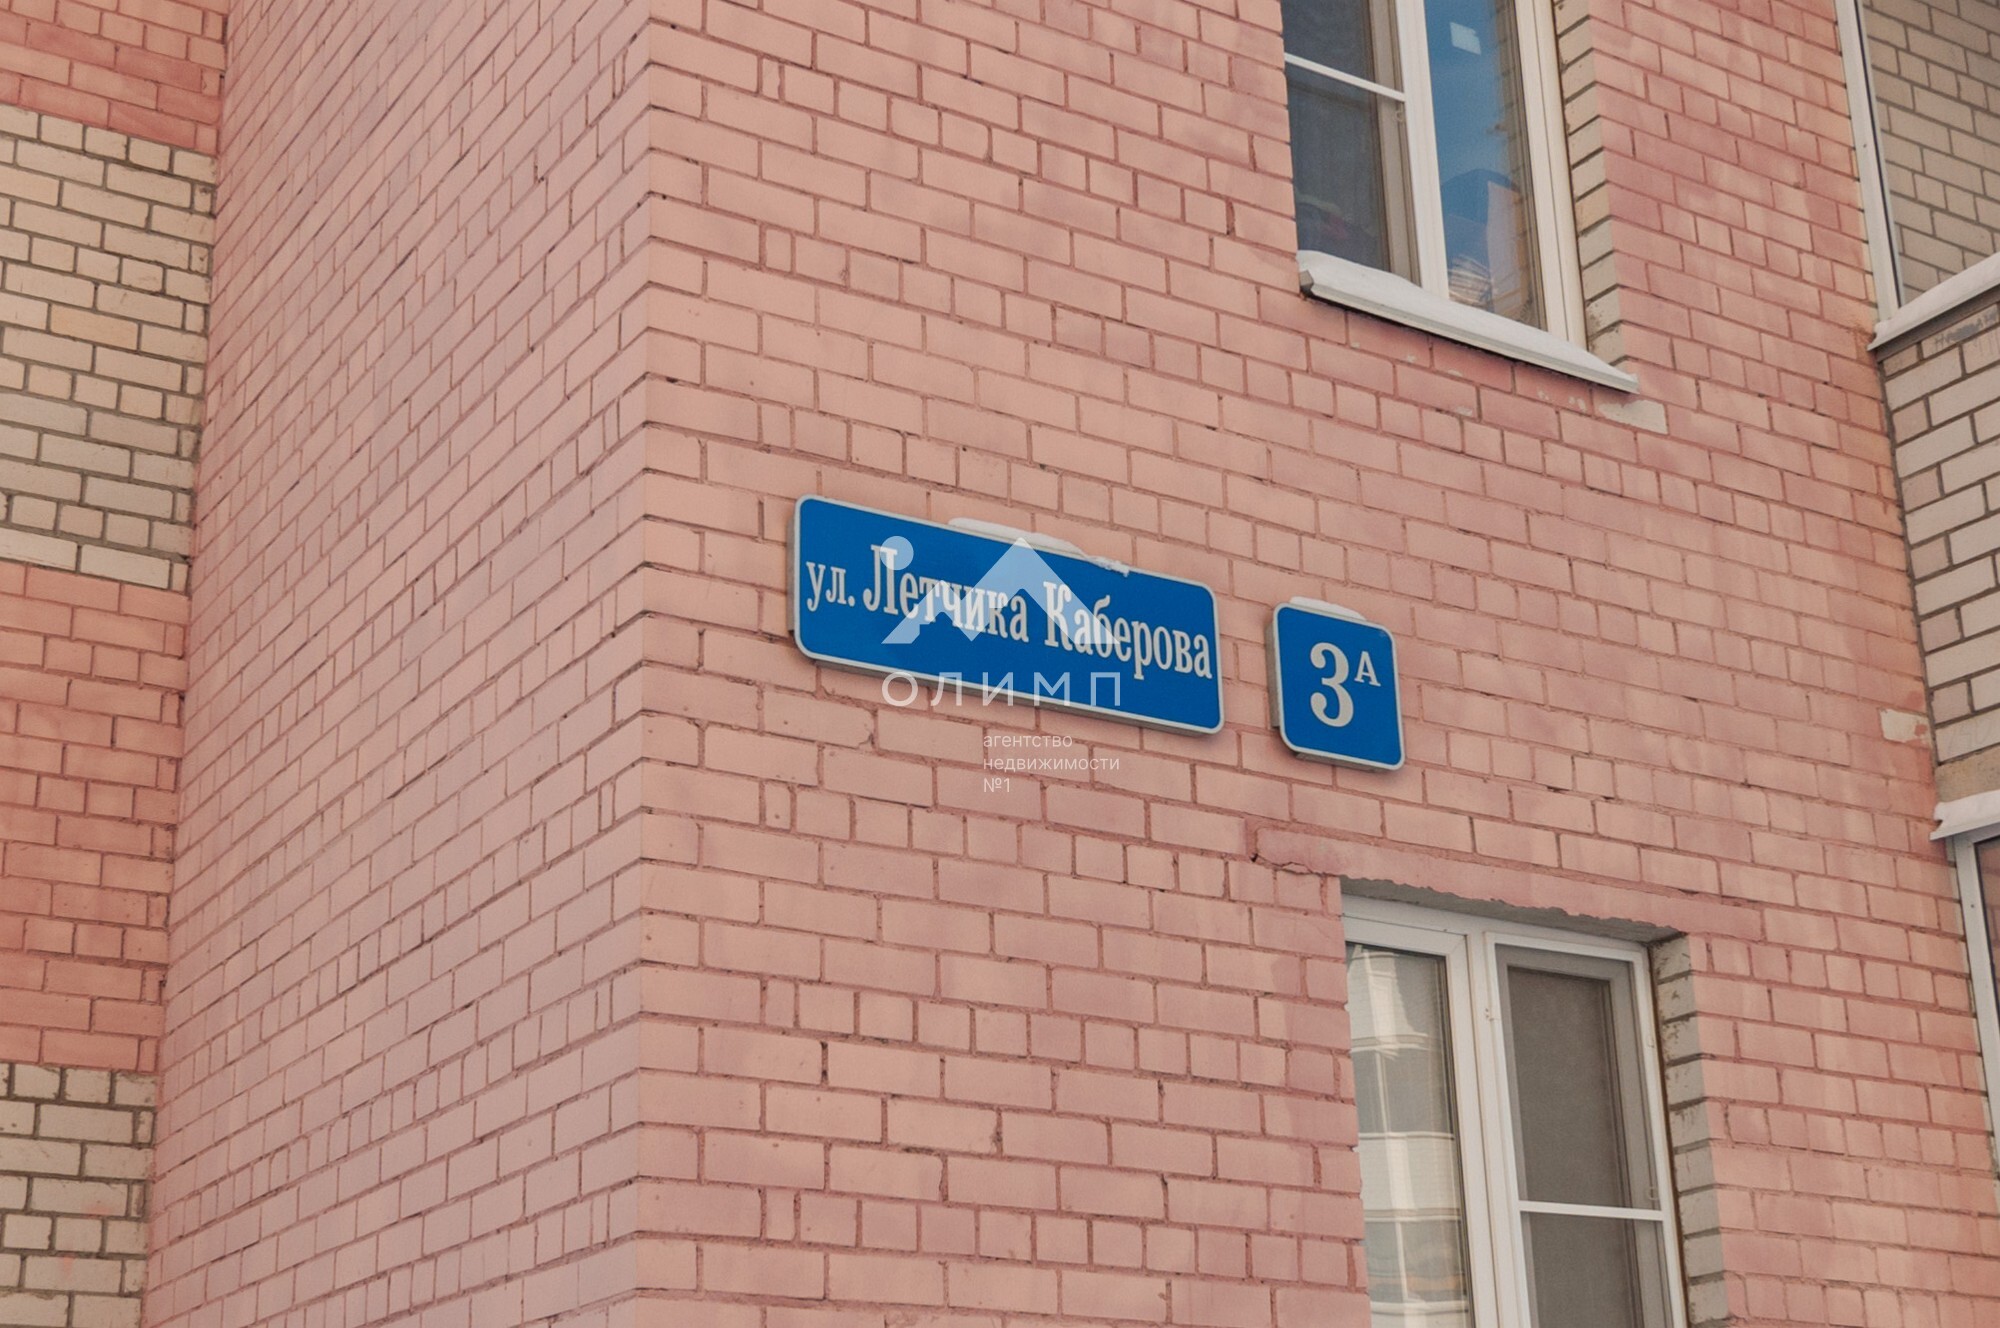 ул. Летчика Каберова
3А
ОЛИМП
агентство
недвижимости
№1